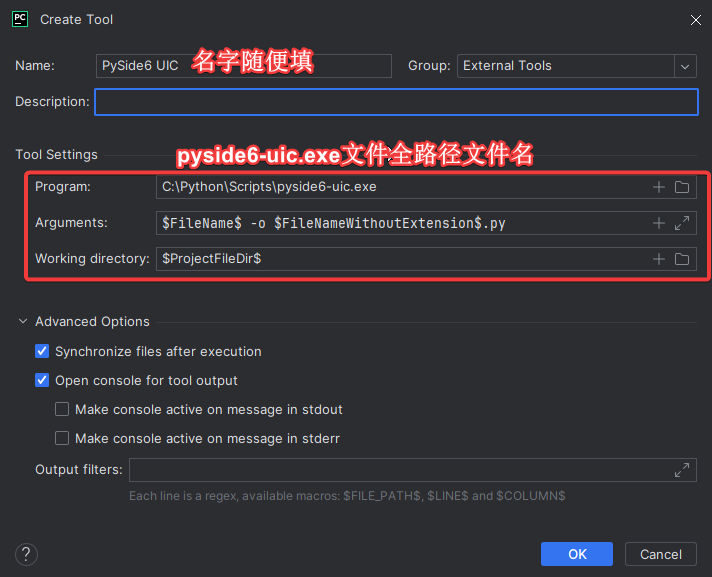 PC Create Tool
Name: PySide6 UIC 名字随便填 Group: External Tools
Description:
Tool Settings pyside6-uic.exe文件全路径文件名
Program: C:\Python\Scripts\pyside6-uic.exe
Arguments: $FileName$ -o $FileNameWithoutExtension$.py
Working directory: $ProjectFileDir$
Advanced Options
Synchronize files after execution
Open console for tool output
Make console active on message in stdout
Make console active on message in stderr
Output filters:
Each line is a regex, available macros: $FILE_PATH$, $LINE$ and $COLUMN$
? OK Cancel